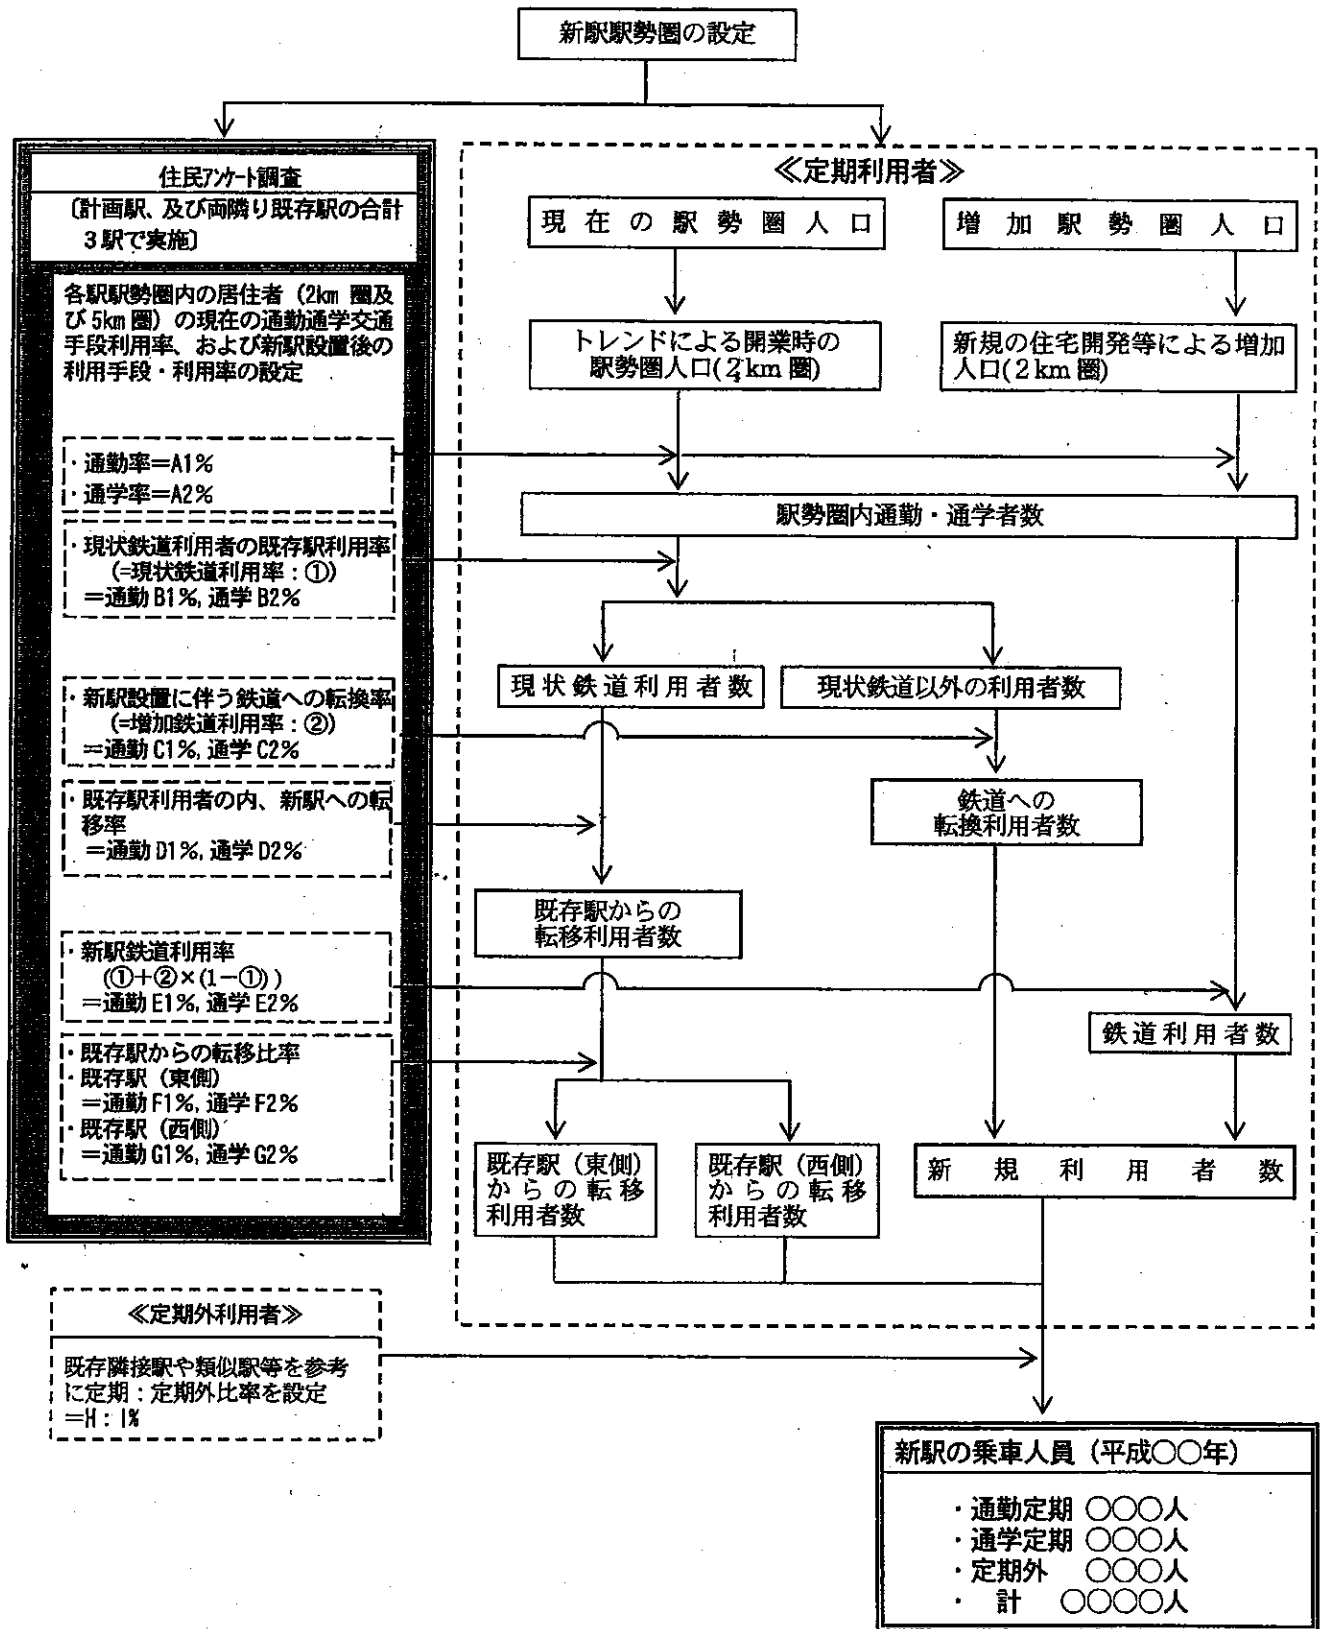 新駅駅勢圏の設定
住民ｱﾝｹｰﾄ調査
〔計画駅、及び両隣り既存駅の合計
3駅で実施〕
各駅駅勢圏内の居住者（2km 圏及
び5km 圏）の現在の通勤通学交通
手段利用率、および新駅設置後の
利用手段・利用率の設定
・通勤率＝A1%
・通学率＝A2%
・現状鉄道利用者の既存駅利用率
(=現状鉄道利用率：①)
＝通勤 B1%, 通学 B2%
・新駅設置に伴う鉄道への転換率
(=増加鉄道利用率：②)
＝通勤 C1%, 通学 C2%
・既存駅利用者の内、新駅への転
移率
＝通勤 D1%, 通学 D2%
・新駅鉄道利用率
(①＋②×(1－①))
＝通勤 E1%, 通学 E2%
・既存駅からの転移比率
・既存駅（東側）
＝通勤 F1%, 通学 F2%
・既存駅（西側）
＝通勤 G1%, 通学 G2%
≪定期利用者≫
現在の駅勢圏人口
増加駅勢圏人口
トレンドによる開業時の
駅勢圏人口(2km 圏)
新規の住宅開発等による増加
人口(2km 圏)
駅勢圏内通勤・通学者数
現状鉄道利用者数
現状鉄道以外の利用者数
鉄道への
転換利用者数
既存駅からの
転移利用者数
鉄道利用者数
既存駅（東側）
からの転移
利用者数
既存駅（西側）
からの転移
利用者数
新規利用者数
≪定期外利用者≫
既存隣接駅や類似駅等を参考
に定期：定期外比率を設定
＝H：I%
新駅の乗車人員（平成○○年）
・通勤定期 ○○○人
・通学定期 ○○○人
・定期外 ○○○人
・計 ○○○○人